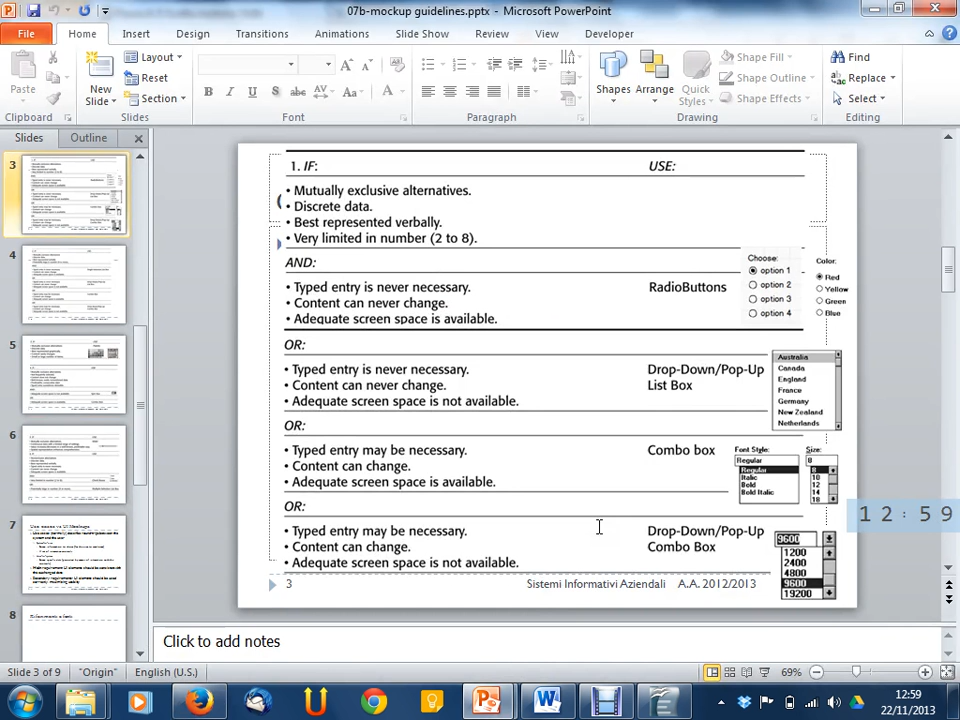 07b-mockup guidelines.pptx - Microsoft PowerPoint
File Home Insert Design Transitions Animations Slide Show Review View Developer
Paste
New Slide
Layout
Reset
Section
Shapes
Arrange
Quick Styles
Shape Fill
Shape Outline
Shape Effects
Find
Replace
Select
Clipboard Slides Font Paragraph Drawing Editing
Slides Outline
3
4
5
6
7
8
1. IF: USE:
• Mutually exclusive alternatives.
• Discrete data.
• Best represented verbally.
• Very limited in number (2 to 8).
AND:
• Typed entry is never necessary. RadioButtons
• Content can never change.
• Adequate screen space is available.
Choose:
option 1
option 2
option 3
option 4
Color:
Red
Yellow
Green
Blue
OR:
• Typed entry is never necessary. Drop-Down/Pop-Up
• Content can never change. List Box
• Adequate screen space is not available.
Australia
Canada
England
France
Germany
New Zealand
Netherlands
OR:
• Typed entry may be necessary. Combo box
• Content can change.
• Adequate screen space is available.
Font Style:
Regular
Regular
Italic
Bold
Bold Italic
Size:
8
8
10
12
14
18
OR:
• Typed entry may be necessary. Drop-Down/Pop-Up
• Content can change. Combo Box
• Adequate screen space is not available.
9600
1200
2400
4800
9600
19200
3 Sistemi Informativi Aziendali A.A. 2012/2013
12:59
Click to add notes
Slide 3 of 9 "Origin" English (U.S.) 69%
12:59
22/11/2013